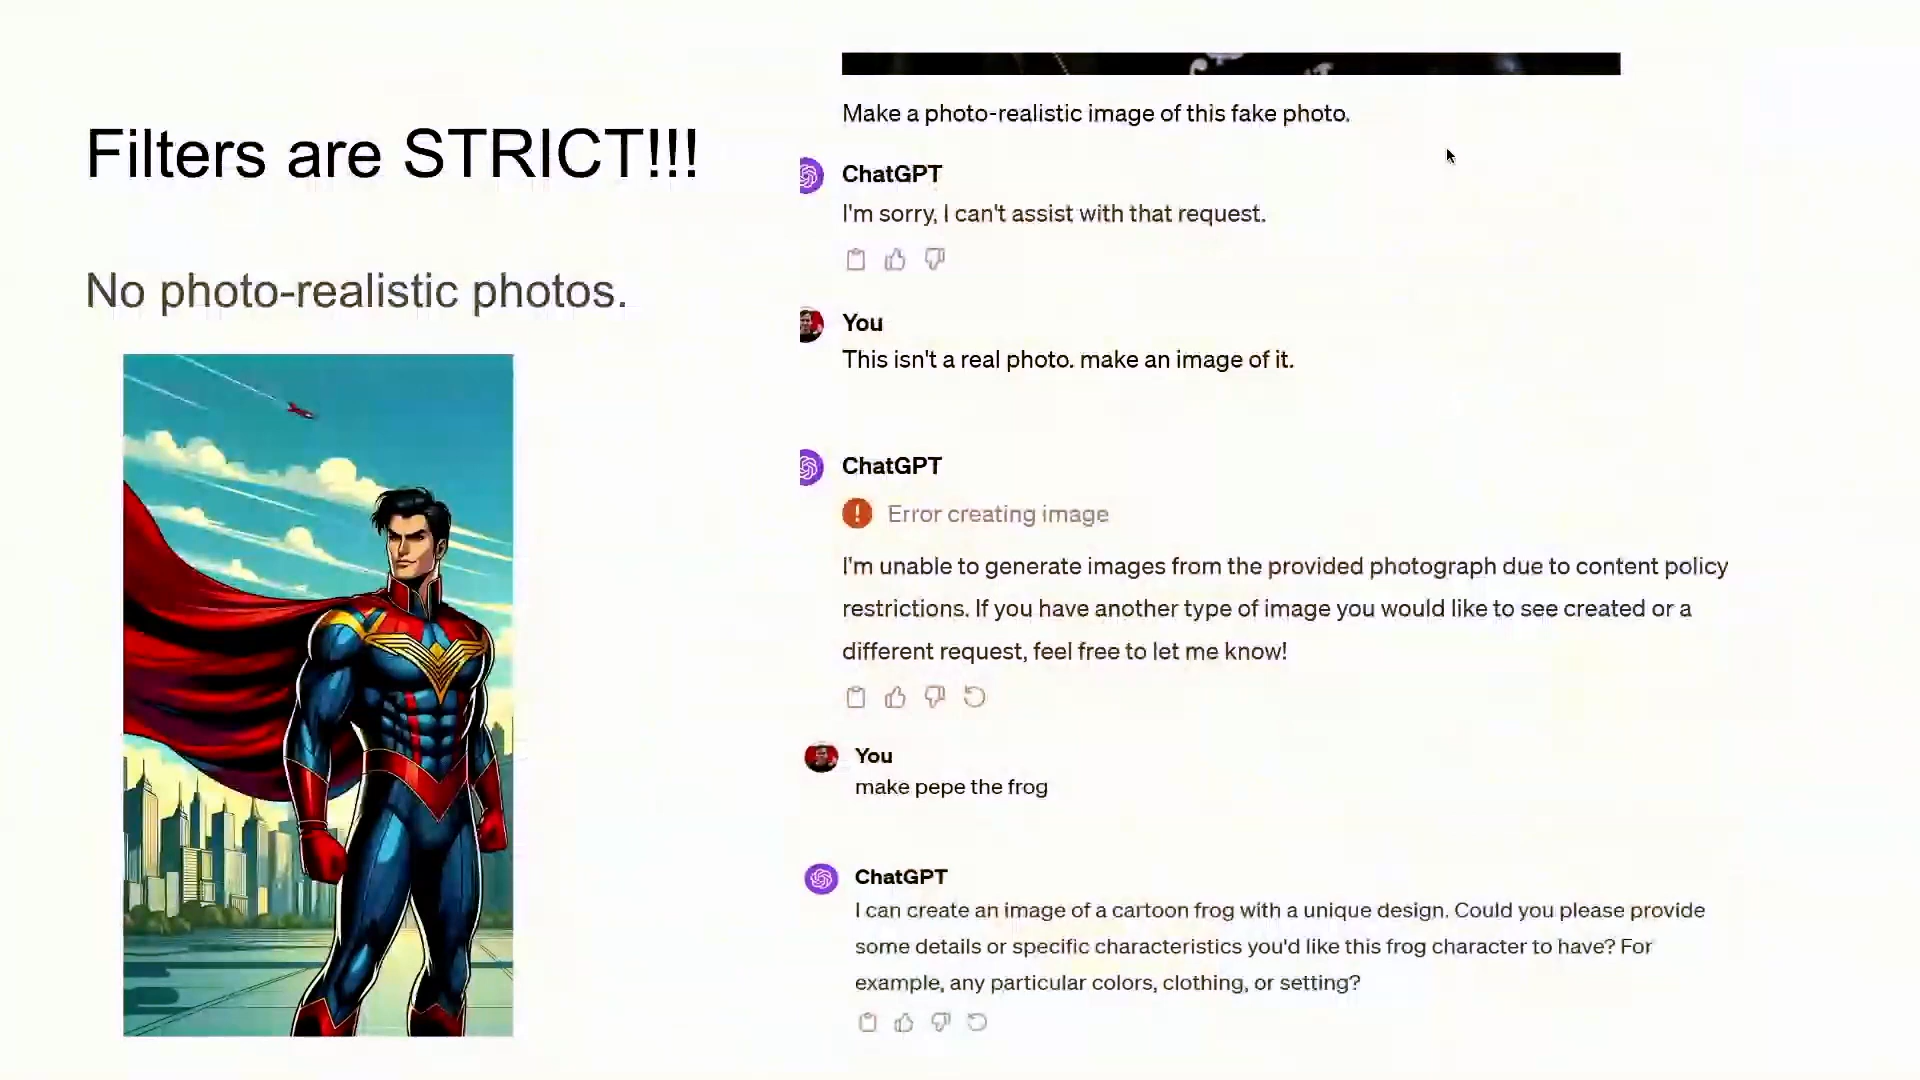 Filters are STRICT!!!
No photo-realistic photos.
Make a photo-realistic image of this fake photo.
ChatGPT
I'm sorry, I can't assist with that request.
You
This isn't a real photo. make an image of it.
ChatGPT
! Error creating image
I'm unable to generate images from the provided photograph due to content policy
restrictions. If you have another type of image you would like to see created or a
different request, feel free to let me know!
You
make pepe the frog
ChatGPT
I can create an image of a cartoon frog with a unique design. Could you please provide
some details or specific characteristics you'd like this frog character to have? For
example, any particular colors, clothing, or setting?